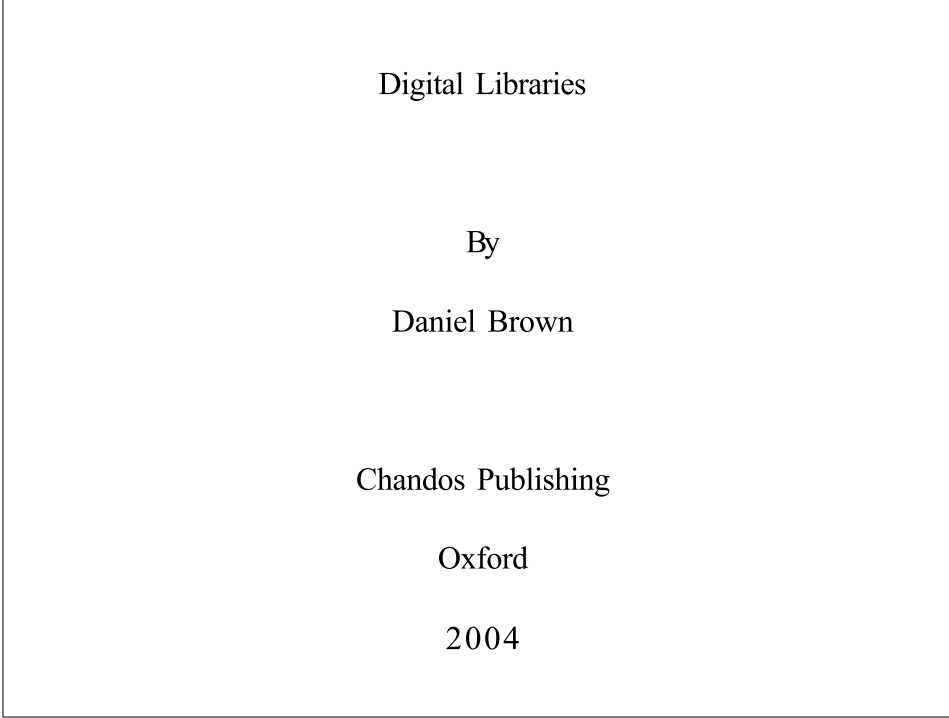 Digital Libraries
By
Daniel Brown
Chandos Publishing
Oxford
2004